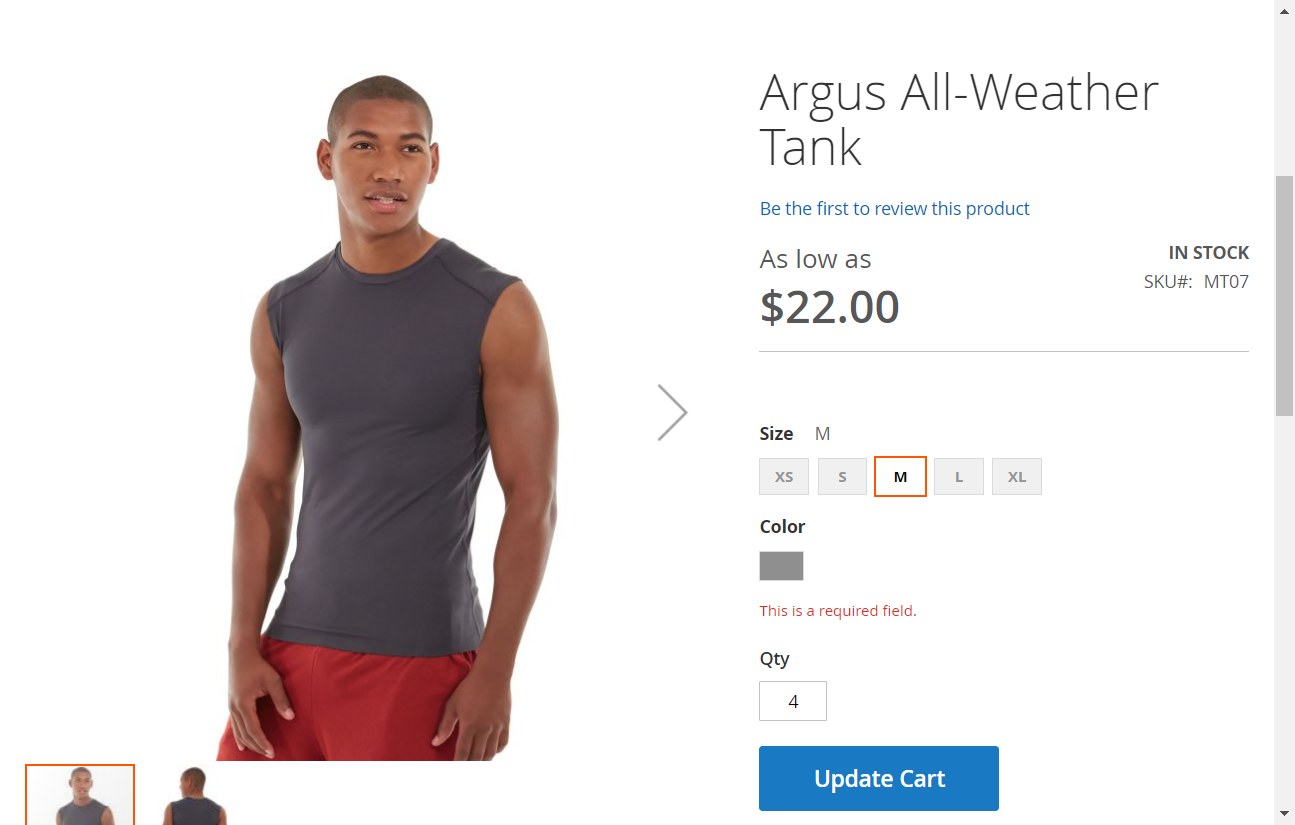 Argus All-Weather
Tank
Be the first to review this product
As low as
IN STOCK
$22.00
SKU#: MT07
Size M
XS S M L XL
Color
This is a required field.
Qty
4
Update Cart